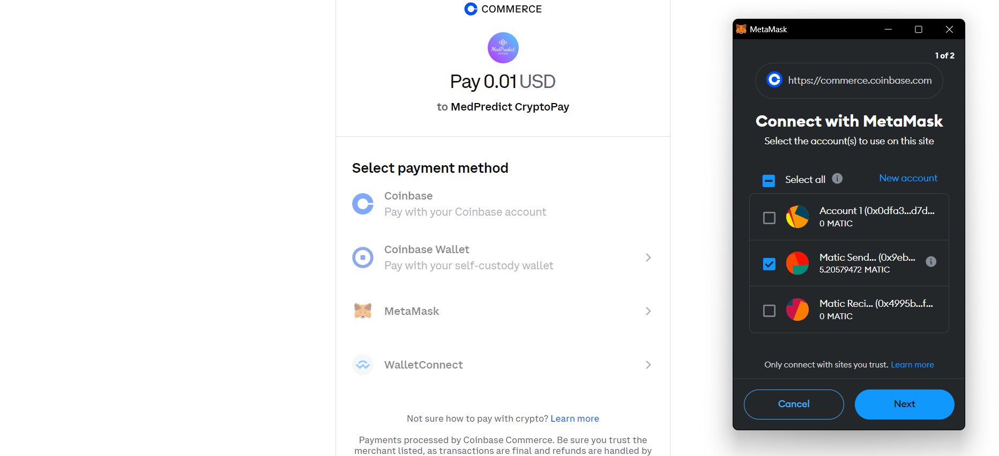 COMMERCE
MedPredict
Pay 0.01 USD
to MedPredict CryptoPay
Select payment method
Coinbase
Pay with your Coinbase account
Coinbase Wallet
Pay with your self-custody wallet
MetaMask
WalletConnect
Not sure how to pay with crypto? Learn more
Payments processed by Coinbase Commerce. Be sure you trust the
merchant listed, as transactions are final and refunds are handled by
MetaMask
1 of 2
https://commerce.coinbase.com
Connect with MetaMask
Select the account(s) to use on this site
Select all
New account
Account 1 (0x0dfa3...d7d...
0 MATIC
Matic Send... (0x9eb...
5.20579472 MATIC
Matic Reci... (0x4995b...f...
0 MATIC
Only connect with sites you trust. Learn more
Cancel
Next